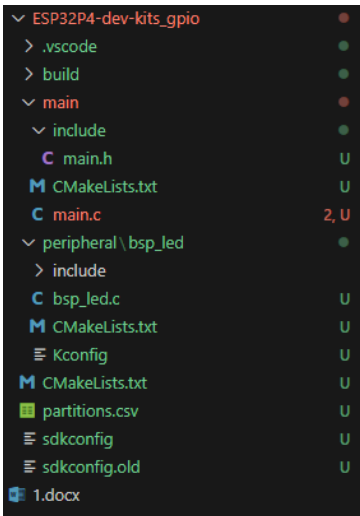 ESP32P4-dev-kits_gpio
.vscode
build
main
include
C main.h U
M CMakeLists.txt U
C main.c 2, U
peripheral\bsp_led
include
C bsp_led.c U
M CMakeLists.txt U
Kconfig U
M CMakeLists.txt U
partitions.csv U
sdkconfig U
sdkconfig.old U
1.docx